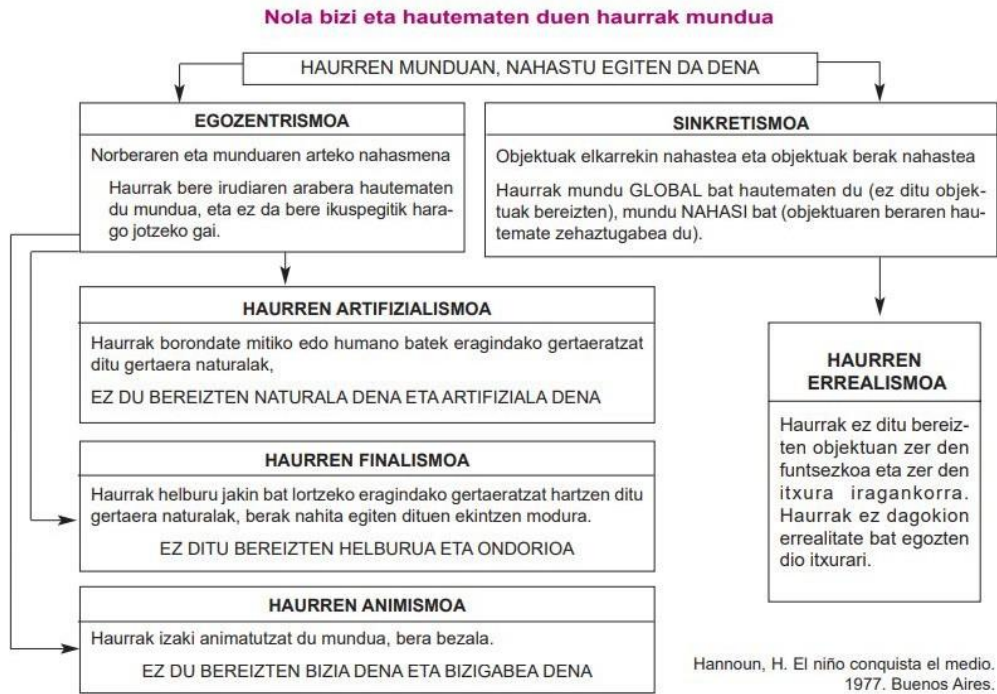 Nola bizi eta hautematen duen haurrak mundua
HAURREN MUNDUAN, NAHASTU EGITEN DA DENA
EGOZENTRISMOA
Norberaren eta munduaren arteko nahasmena
Haurrak bere irudiaren arabera hautematen
du mundua, eta ez da bere ikuspegitik hara-
go jotzeko gai.
SINKRETISMOA
Objektuak elkarrekin nahastea eta objektuak berak nahastea
Haurrak mundu GLOBAL bat hautematen du (ez ditu objek-
tuak bereizten), mundu NAHASI bat (objektuaren beraren hau-
temate zehaztugabea du).
HAURREN ARTIFIZIALISMOA
Haurrak borondate mitiko edo humano batek eragindako gertaeratzat
ditu gertaera naturalak,
EZ DU BEREIZTEN NATURALA DENA ETA ARTIFIZIALA DENA
HAURREN FINALISMOA
Haurrak helburu jakin bat lortzeko eragindako gertaeratzat hartzen ditu
gertaera naturalak, berak nahita egiten dituen ekintzen modura.
EZ DITU BEREIZTEN HELBURUA ETA ONDORIOA
HAURREN ANIMISMOA
Haurrak izaki animatutzat du mundua, bera bezala.
EZ DU BEREIZTEN BIZIA DENA ETA BIZIGABEA DENA
HAURREN
ERREALISMOA
Haurrak ez ditu bereiz-
ten objektuan zer den
funtsezkoa eta zer den
itxura iragankorra.
Haurrak ez dagokion
errealitate bat egozten
dio itxurari.
Hannoun, H. El niño conquista el medio.
1977. Buenos Aires.